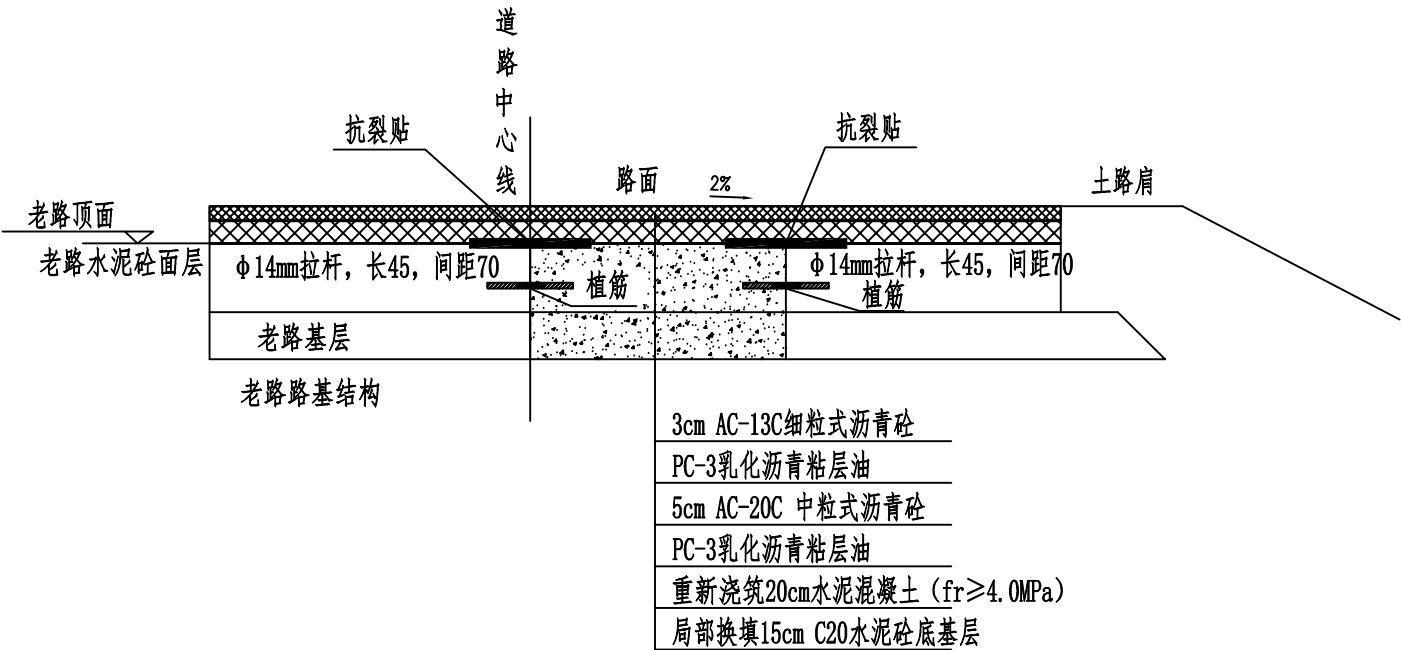 道路中心线
抗裂贴
抗裂贴
路面
2%
土路肩
老路顶面
老路水泥砼面层
ϕ14mm拉杆，长45，间距70
ϕ14mm拉杆，长45，间距70
植筋
植筋
老路基层
老路路基结构
3cm AC-13C细粒式沥青砼
PC-3乳化沥青粘层油
5cm AC-20C 中粒式沥青砼
PC-3乳化沥青粘层油
重新浇筑20cm水泥混凝土（fr≥4.0MPa）
局部换填15cm C20水泥砼底基层